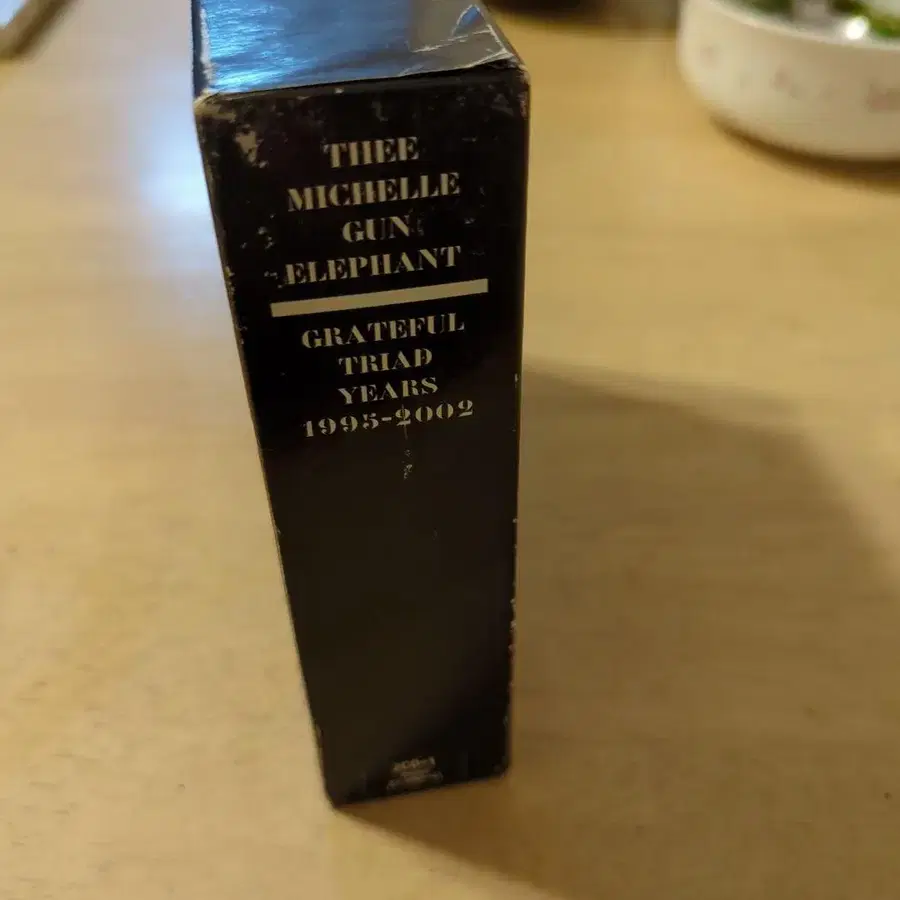 THEE
MICHELLE
GUN
ELEPHANT
GRATEFUL
TRIAD
YEARS
1995-2002